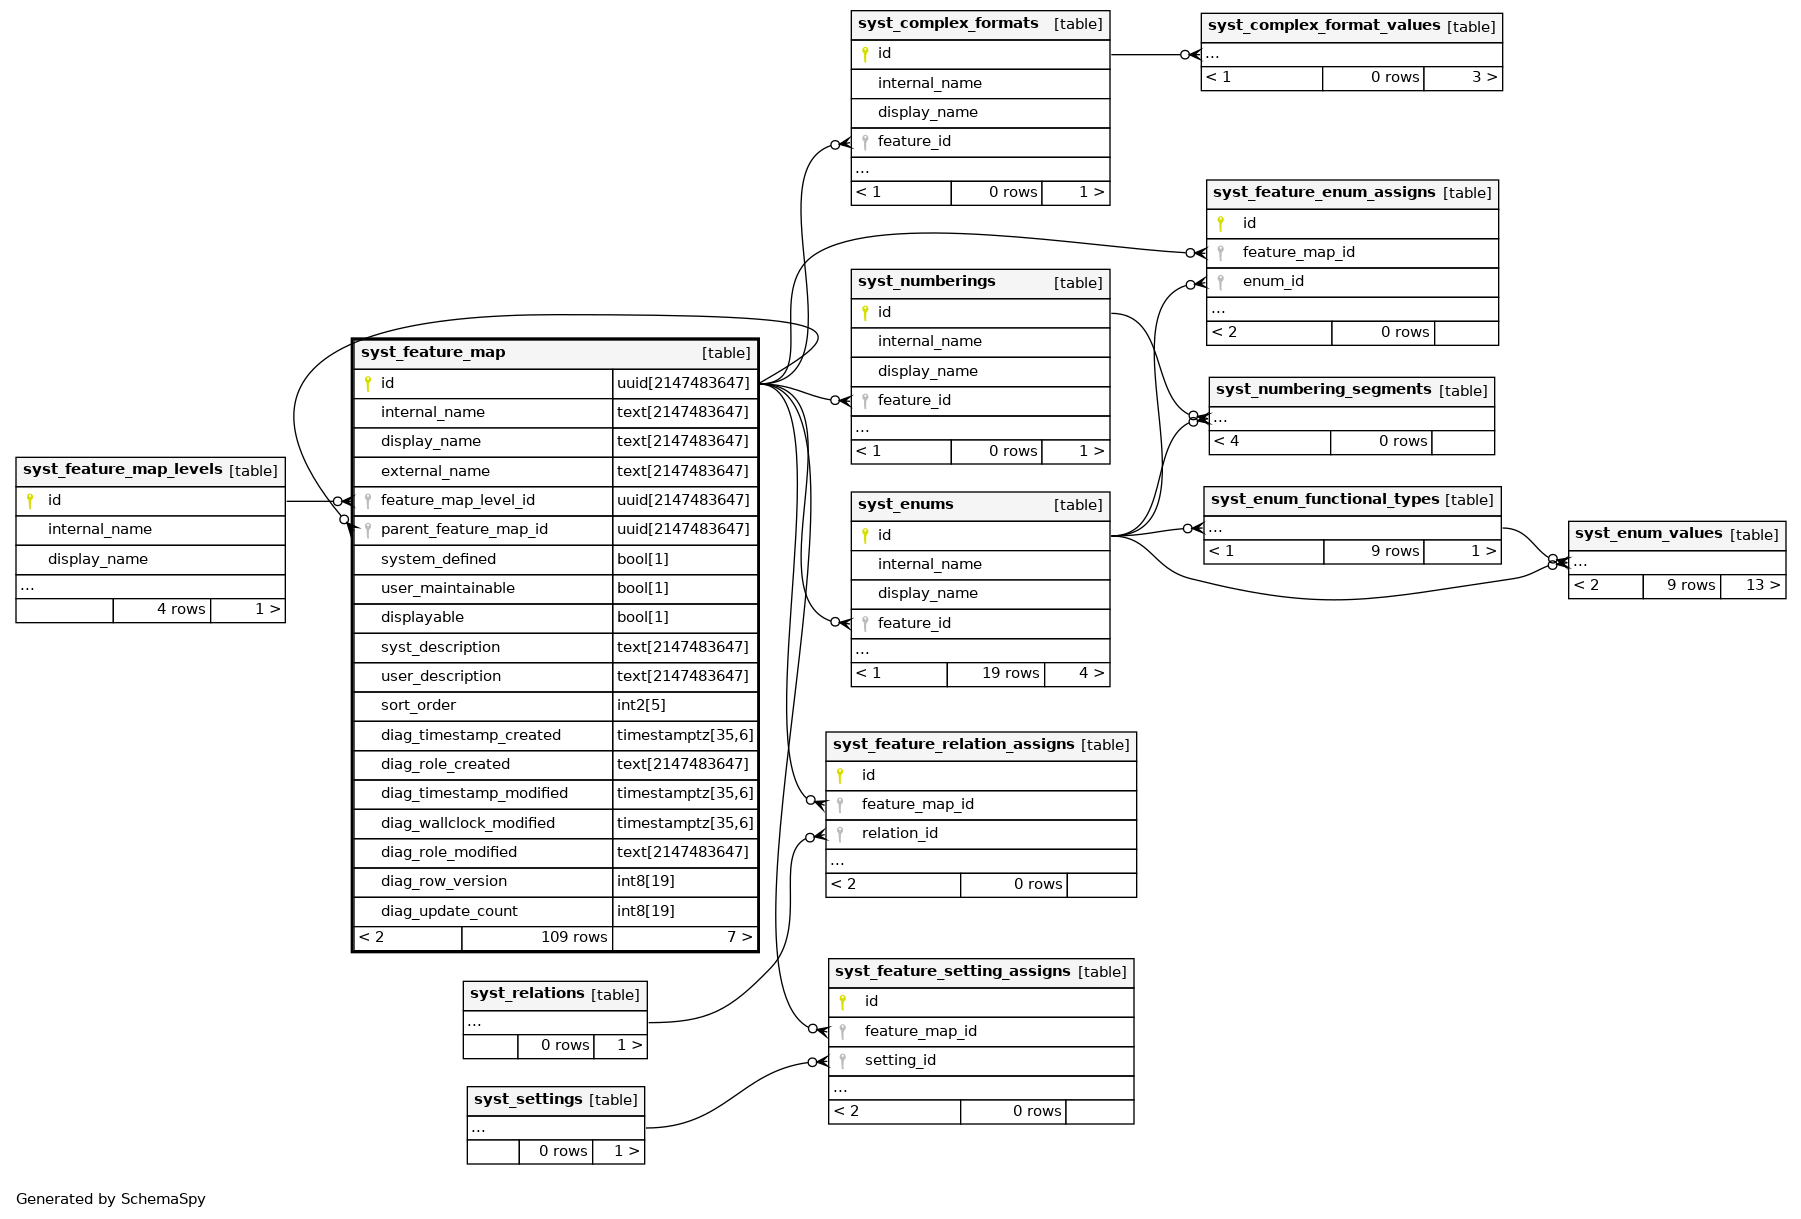 syst_complex_formats [table]
id
internal_name
display_name
feature_id
...
< 1 0 rows 1 >
syst_complex_format_values [table]
...
< 1 0 rows 3 >
syst_feature_enum_assigns [table]
id
feature_map_id
enum_id
...
< 2 0 rows
syst_numberings [table]
id
internal_name
display_name
feature_id
...
< 1 0 rows 1 >
syst_feature_map [table]
id uuid[2147483647]
internal_name text[2147483647]
display_name text[2147483647]
external_name text[2147483647]
feature_map_level_id uuid[2147483647]
parent_feature_map_id uuid[2147483647]
system_defined bool[1]
user_maintainable bool[1]
displayable bool[1]
syst_description text[2147483647]
user_description text[2147483647]
sort_order int2[5]
diag_timestamp_created timestamptz[35,6]
diag_role_created text[2147483647]
diag_timestamp_modified timestamptz[35,6]
diag_wallclock_modified timestamptz[35,6]
diag_role_modified text[2147483647]
diag_row_version int8[19]
diag_update_count int8[19]
< 2 109 rows 7 >
syst_numbering_segments [table]
...
< 4 0 rows
syst_feature_map_levels [table]
id
internal_name
display_name
...
4 rows 1 >
syst_enums [table]
id
internal_name
display_name
feature_id
...
< 1 19 rows 4 >
syst_enum_functional_types [table]
...
< 1 9 rows 1 >
syst_enum_values [table]
...
< 2 9 rows 13 >
syst_feature_relation_assigns [table]
id
feature_map_id
relation_id
...
< 2 0 rows
syst_feature_setting_assigns [table]
id
feature_map_id
setting_id
...
< 2 0 rows
syst_relations [table]
...
0 rows 1 >
syst_settings [table]
...
0 rows 1 >
Generated by SchemaSpy